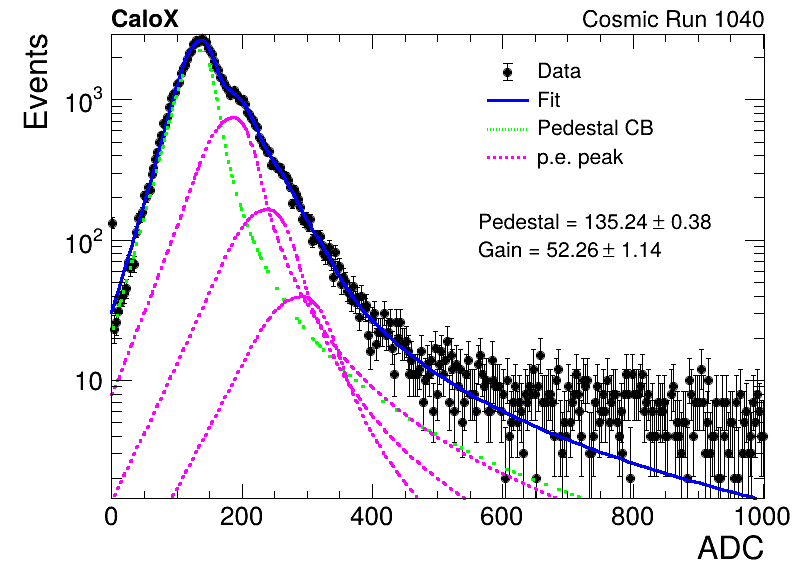 CaloX Cosmic Run 1040
Events
Data
Fit
Pedestal CB
p.e. peak
Pedestal = 135.24 ± 0.38
Gain = 52.26 ± 1.14
10³
10²
10
0 200 400 600 800 1000
ADC